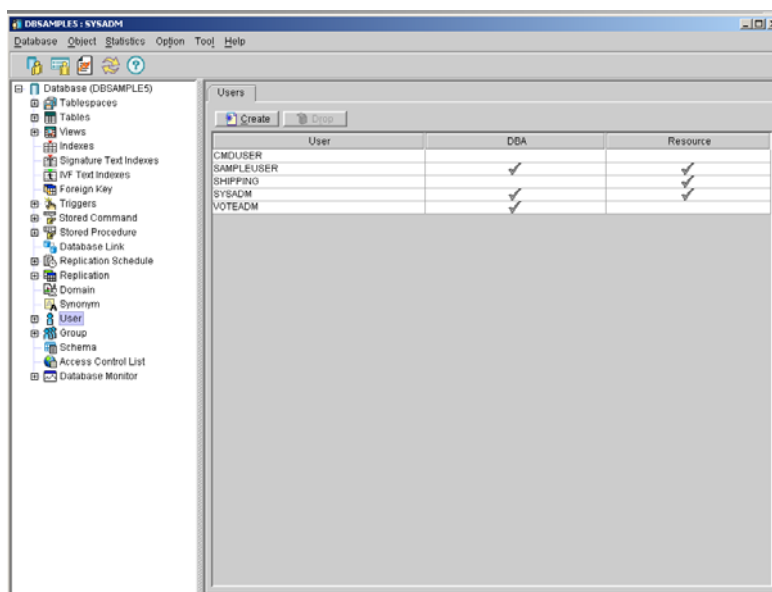 DBSAMPLE5 : SYSADM
Database Object Statistics Option Tool Help
Database (DBSAMPLE5)
Tablespaces
Tables
Views
Indexes
Signature Text Indexes
IVF Text Indexes
Foreign Key
Triggers
Stored Command
Stored Procedure
Database Link
Replication Schedule
Replication
Domain
Synonym
User
Group
Schema
Access Control List
Database Monitor
Users
Create Drop
User DBA Resource
CMDUSER
SAMPLEUSER
SHIPPING
SYSADM
VOTEADM